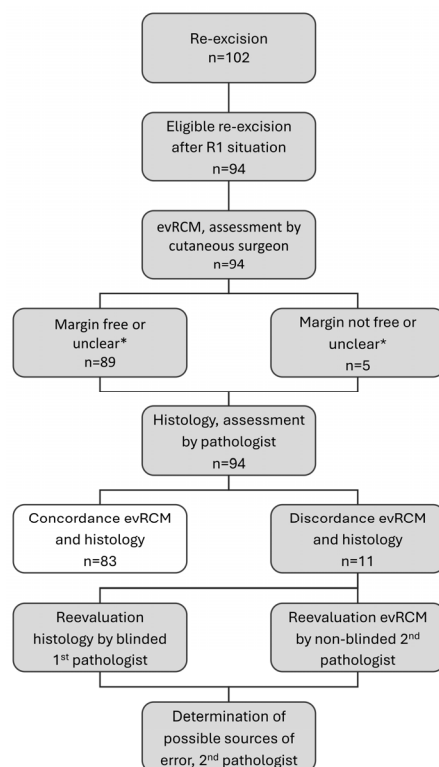 Re-excision
n=102
Eligible re-excision
after R1 situation
n=94
evRCM, assessment by
cutaneous surgeon
n=94
Margin free or
unclear*
n=89
Margin not free or
unclear*
n=5
Histology, assessment
by pathologist
n=94
Concordance evRCM
and histology
n=83
Discordance evRCM
and histology
n=11
Reevaluation
histology by blinded
1st pathologist
Reevaluation evRCM
by non-blinded 2nd
pathologist
Determination of
possible sources of
error, 2nd pathologist